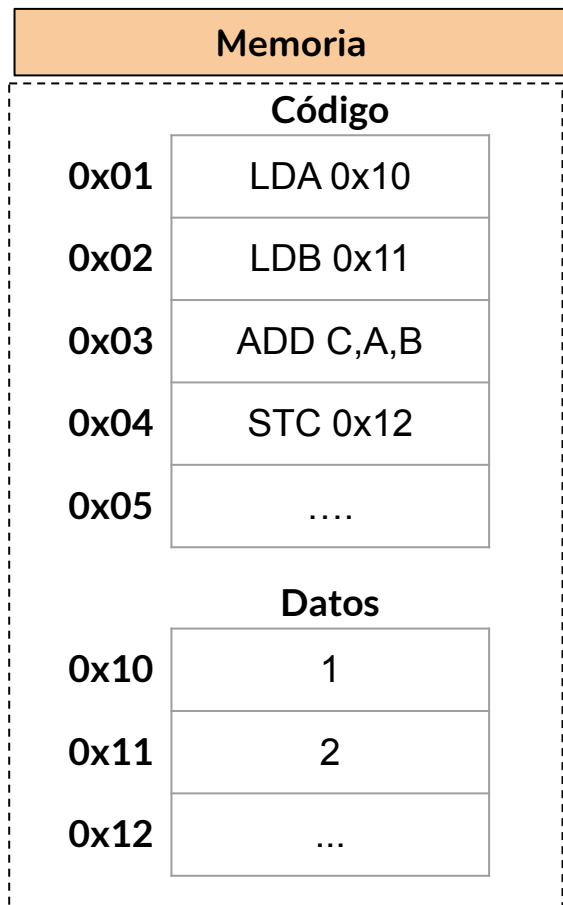 Memoria
Código
0x01 LDA 0x10
0x02 LDB 0x11
0x03 ADD C,A,B
0x04 STC 0x12
0x05 ....
Datos
0x10 1
0x11 2
0x12 ...